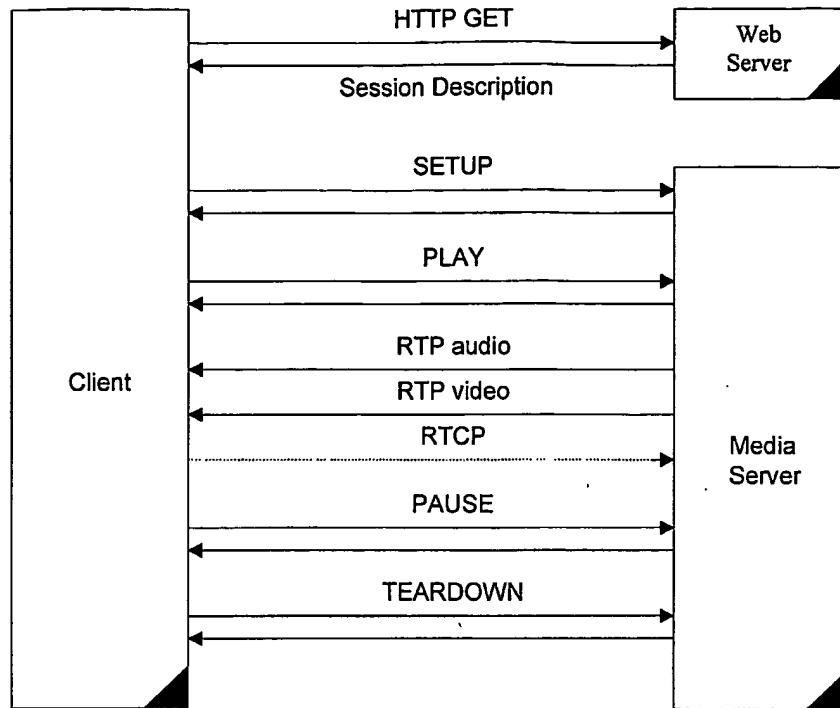 HTTP GET
Web
Server
Session Description
SETUP
PLAY
RTP audio
Client
RTP video
RTCP
Media
Server
PAUSE
TEARDOWN